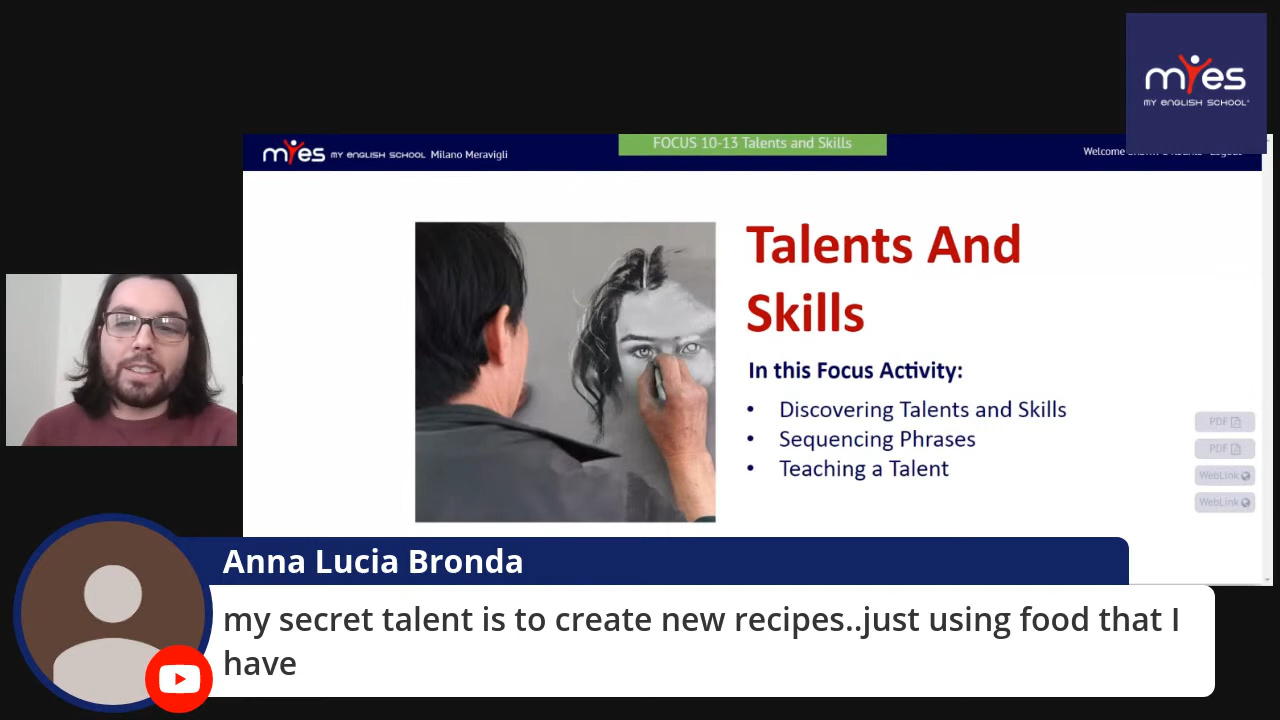 myes
MY ENGLISH SCHOOL
myes MY ENGLISH SCHOOL Milano Meravigli
FOCUS 10-13 Talents and Skills
Welcome
Talents And
Skills
In this Focus Activity:
• Discovering Talents and Skills
• Sequencing Phrases
• Teaching a Talent
PDF
PDF
WebLink
WebLink
Anna Lucia Bronda
my secret talent is to create new recipes..just using food that I
have